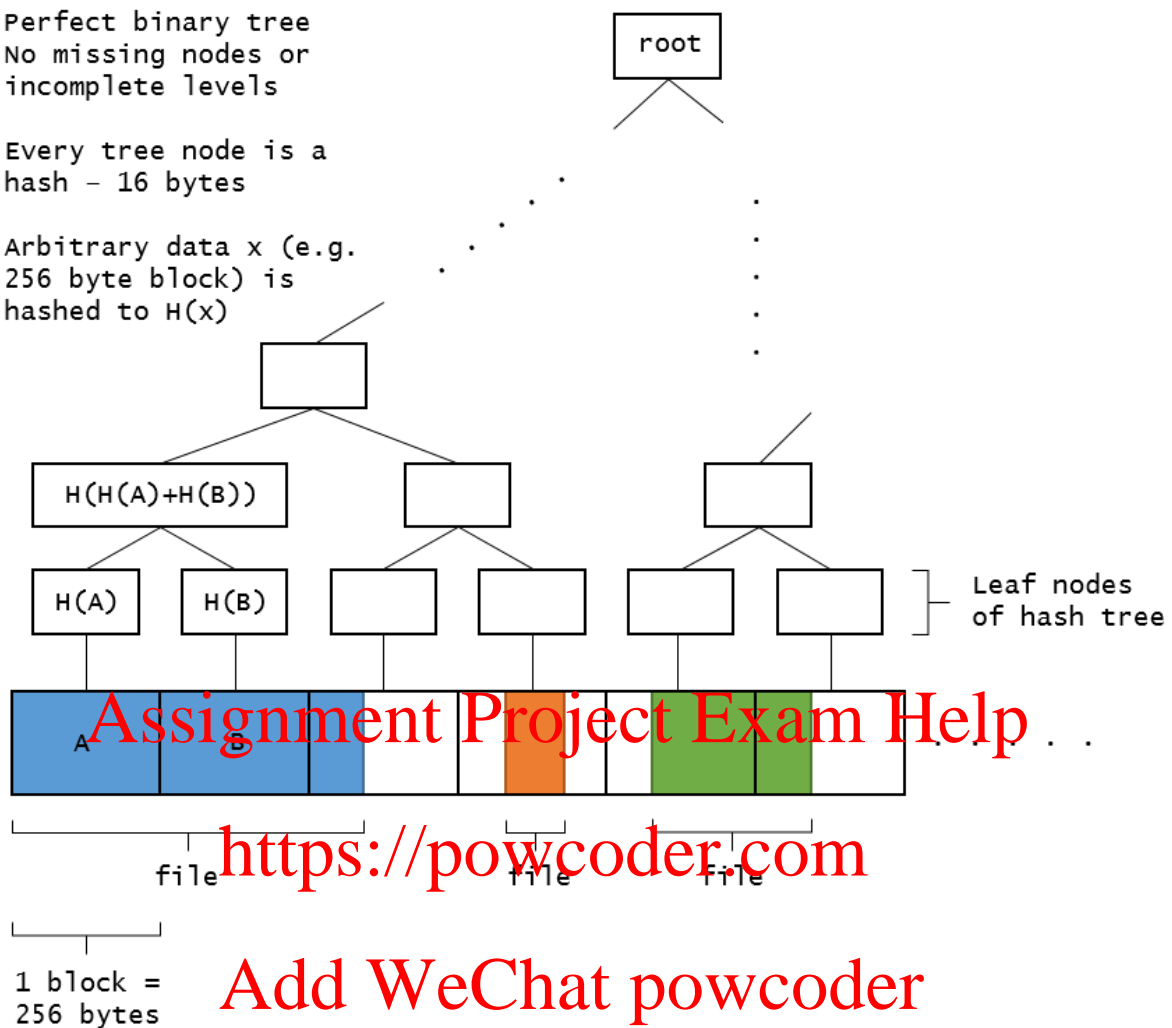 Perfect binary tree
No missing nodes or
incomplete levels
Every tree node is a
hash – 16 bytes
Arbitrary data x (e.g.
256 byte block) is
hashed to H(x)
root
H(H(A)+H(B))
H(A)
H(B)
Leaf nodes
of hash tree
A
B
Assignment Project Exam Help
file
file
file
https://powcoder.com
1 block =
256 bytes
Add WeChat powcoder